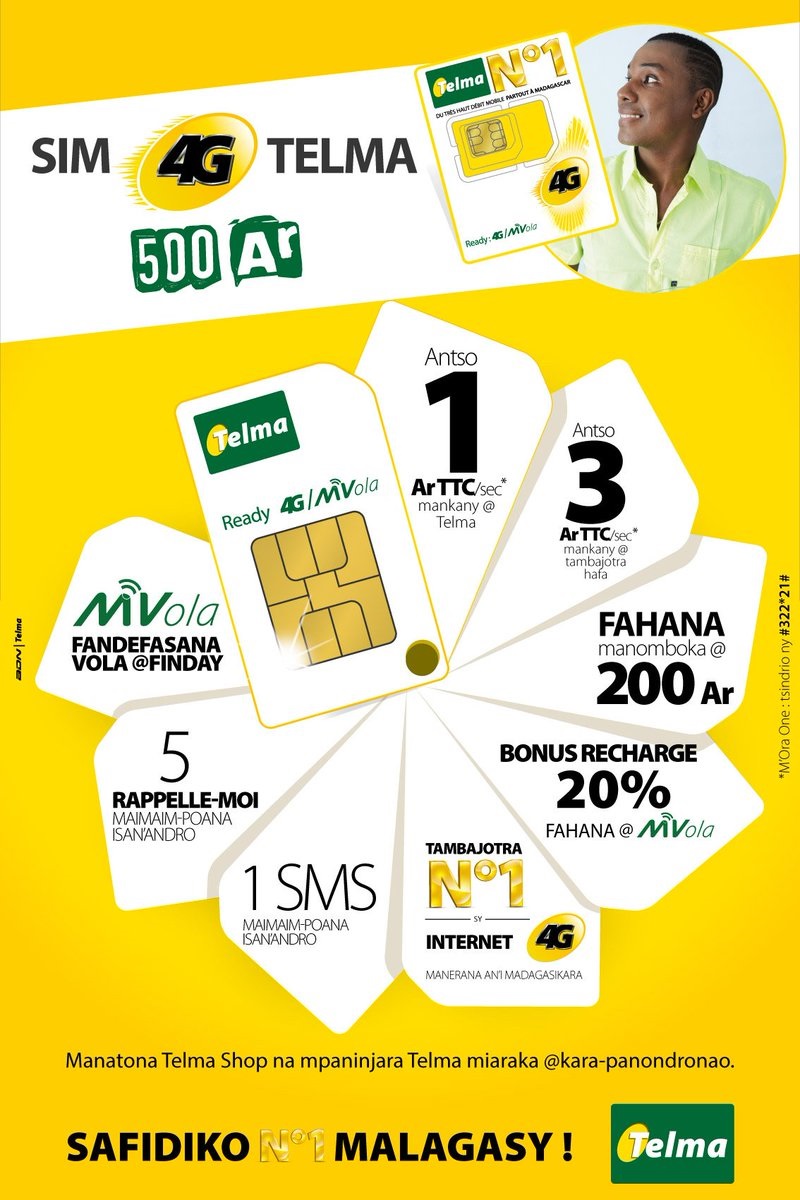 SIM 4G TELMA
500 Ar
Telma N°1
DU TRÈS HAUT DÉBIT MOBILE PARTOUT À MADAGASCAR
4G
Ready : 4G / MVola
Telma
Ready 4G / MVola
Antso
1
Ar TTC/sec*
mankany @
Telma
Antso
3
Ar TTC/sec*
mankany @
tambajotra
hafa
FAHANA
manomboka @
200 Ar
BONUS RECHARGE
20%
FAHANA @ MVola
TAMBAJOTRA
N°1
SY
INTERNET 4G
MANERANA AN'I MADAGASIKARA
1 SMS
MAIMAIM-POANA
ISAN'ANDRO
5
RAPPELLE-MOI
MAIMAIM-POANA
ISAN'ANDRO
MVola
FANDEFASANA
VOLA @FINDAY
*M'Ora One : tsindrio ny #322*21#
Telma
Manatona Telma Shop na mpaninjara Telma miaraka @kara-panondronao.
SAFIDIKO N°1 MALAGASY !
Telma